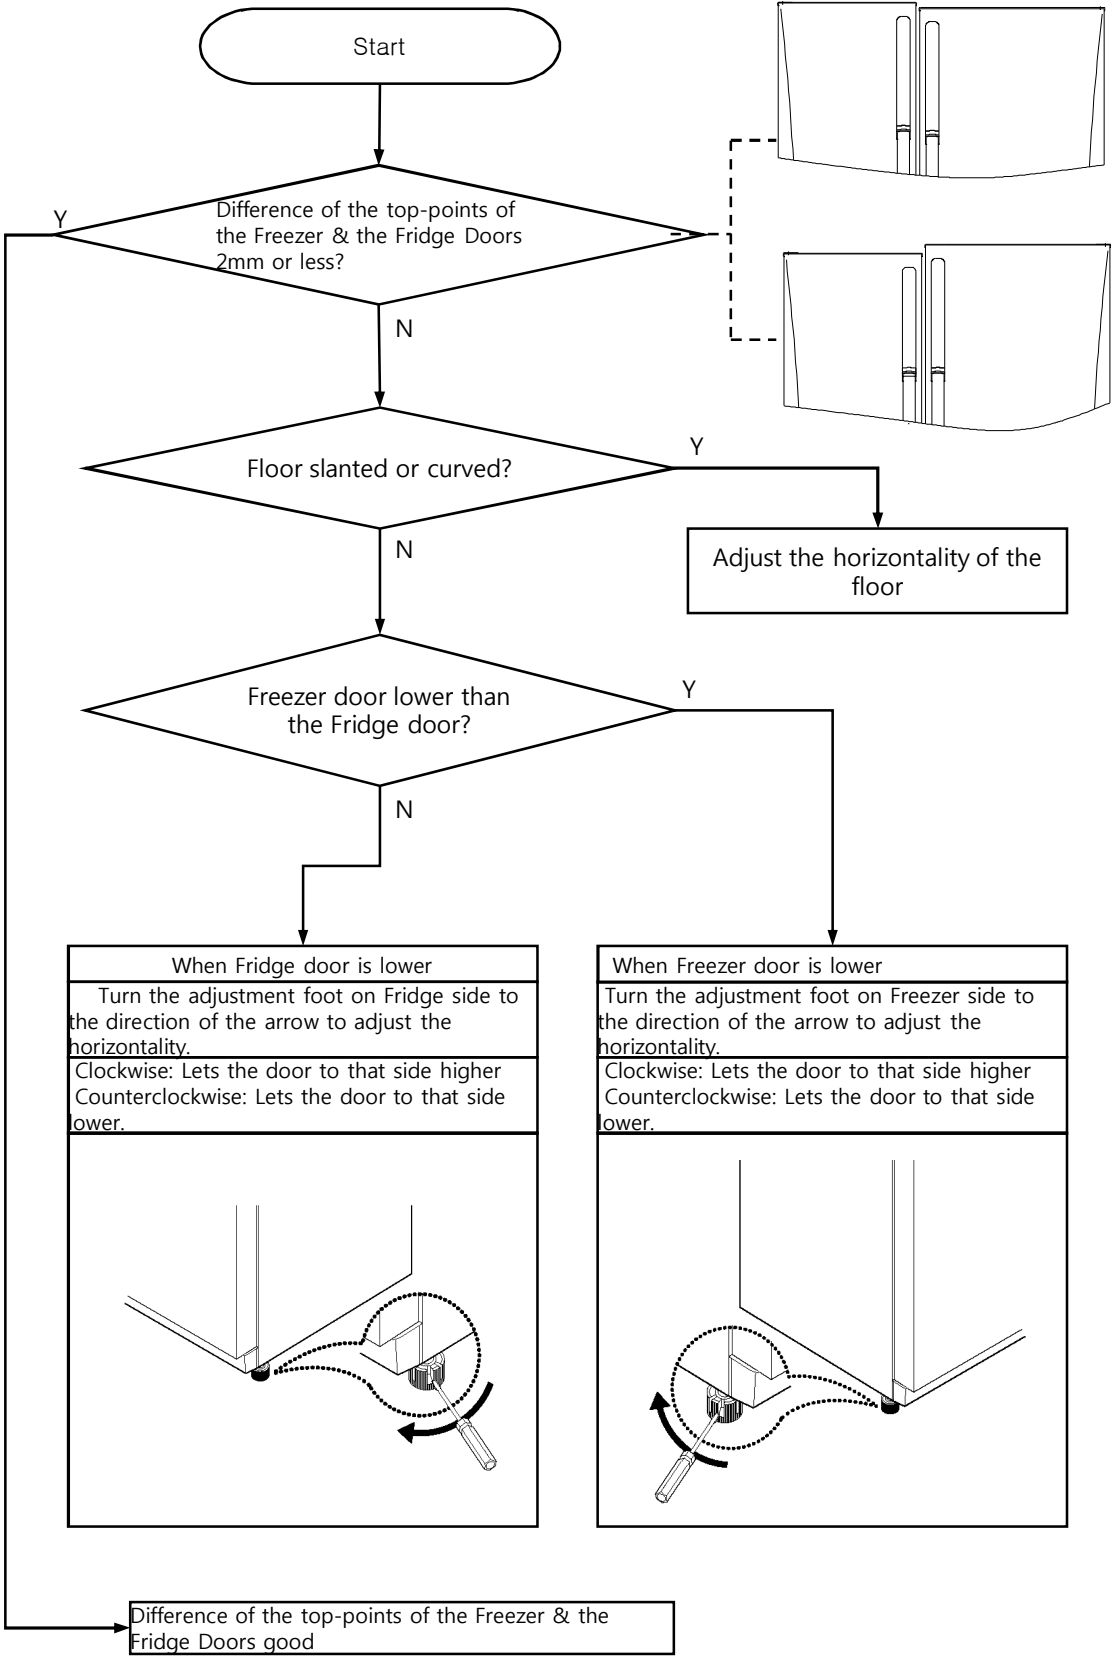 Start
Y
Difference of the top-points of
the Freezer & the Fridge Doors
2mm or less?
N
Y
Floor slanted or curved?
N
Adjust the horizontality of the
floor
Y
Freezer door lower than
the Fridge door?
N
When Fridge door is lower
Turn the adjustment foot on Fridge side to
the direction of the arrow to adjust the
horizontality.
Clockwise: Lets the door to that side higher
Counterclockwise: Lets the door to that side
lower.
When Freezer door is lower
Turn the adjustment foot on Freezer side to
the direction of the arrow to adjust the
horizontality.
Clockwise: Lets the door to that side higher
Counterclockwise: Lets the door to that side
lower.
Difference of the top-points of the Freezer & the
Fridge Doors good